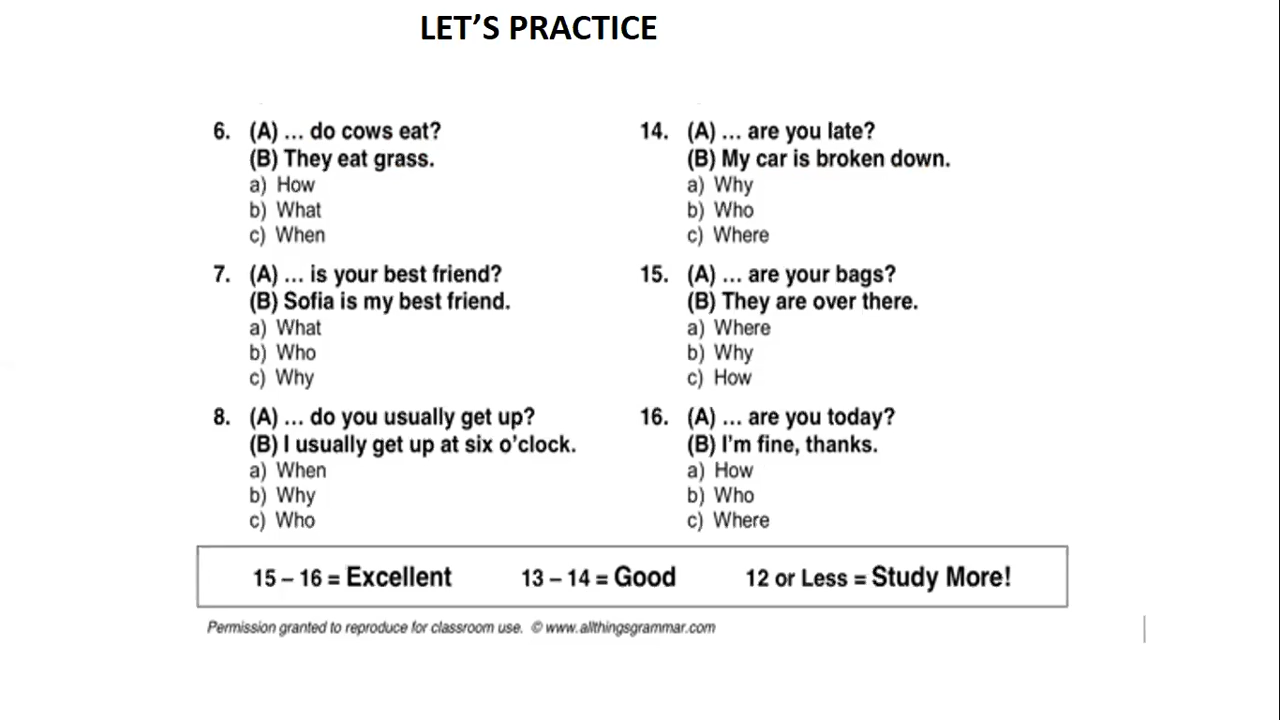 LET'S PRACTICE
6. (A) … do cows eat?
(B) They eat grass.
a) How
b) What
c) When
7. (A) … is your best friend?
(B) Sofia is my best friend.
a) What
b) Who
c) Why
8. (A) … do you usually get up?
(B) I usually get up at six o'clock.
a) When
b) Why
c) Who
14. (A) … are you late?
(B) My car is broken down.
a) Why
b) Who
c) Where
15. (A) … are your bags?
(B) They are over there.
a) Where
b) Why
c) How
16. (A) … are you today?
(B) I'm fine, thanks.
a) How
b) Who
c) Where
15 – 16 = Excellent 13 – 14 = Good 12 or Less = Study More!
Permission granted to reproduce for classroom use. © www.allthingsgrammar.com